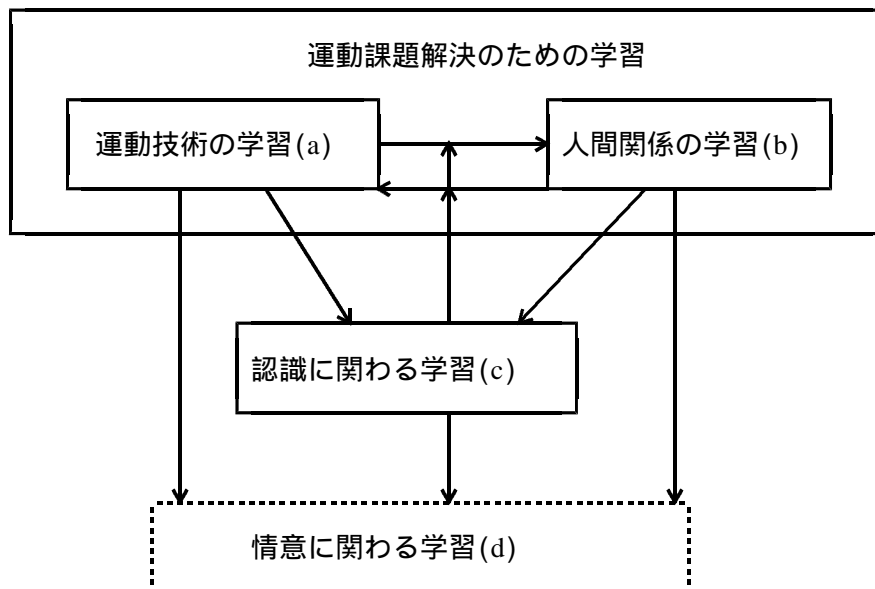 運動課題解決のための学習
運動技術の学習(a)
人間関係の学習(b)
認識に関わる学習(c)
情意に関わる学習(d)